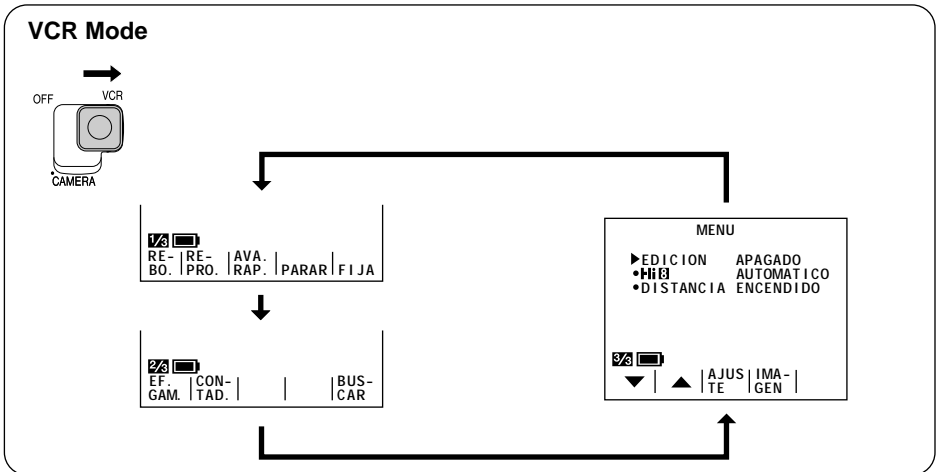 VCR Mode
OFF VCR
CAMERA
1/3
RE- RE- AVA.
BO. PRO. RAP. PARAR FIJA
2/3
EF. CON- BUS-
GAM. TAD. CAR
MENU
▶EDICION APAGADO
•Hi8 AUTOMATICO
•DISTANCIA ENCENDIDO
3/3
▼ ▲ AJUS IMA-
TE GEN